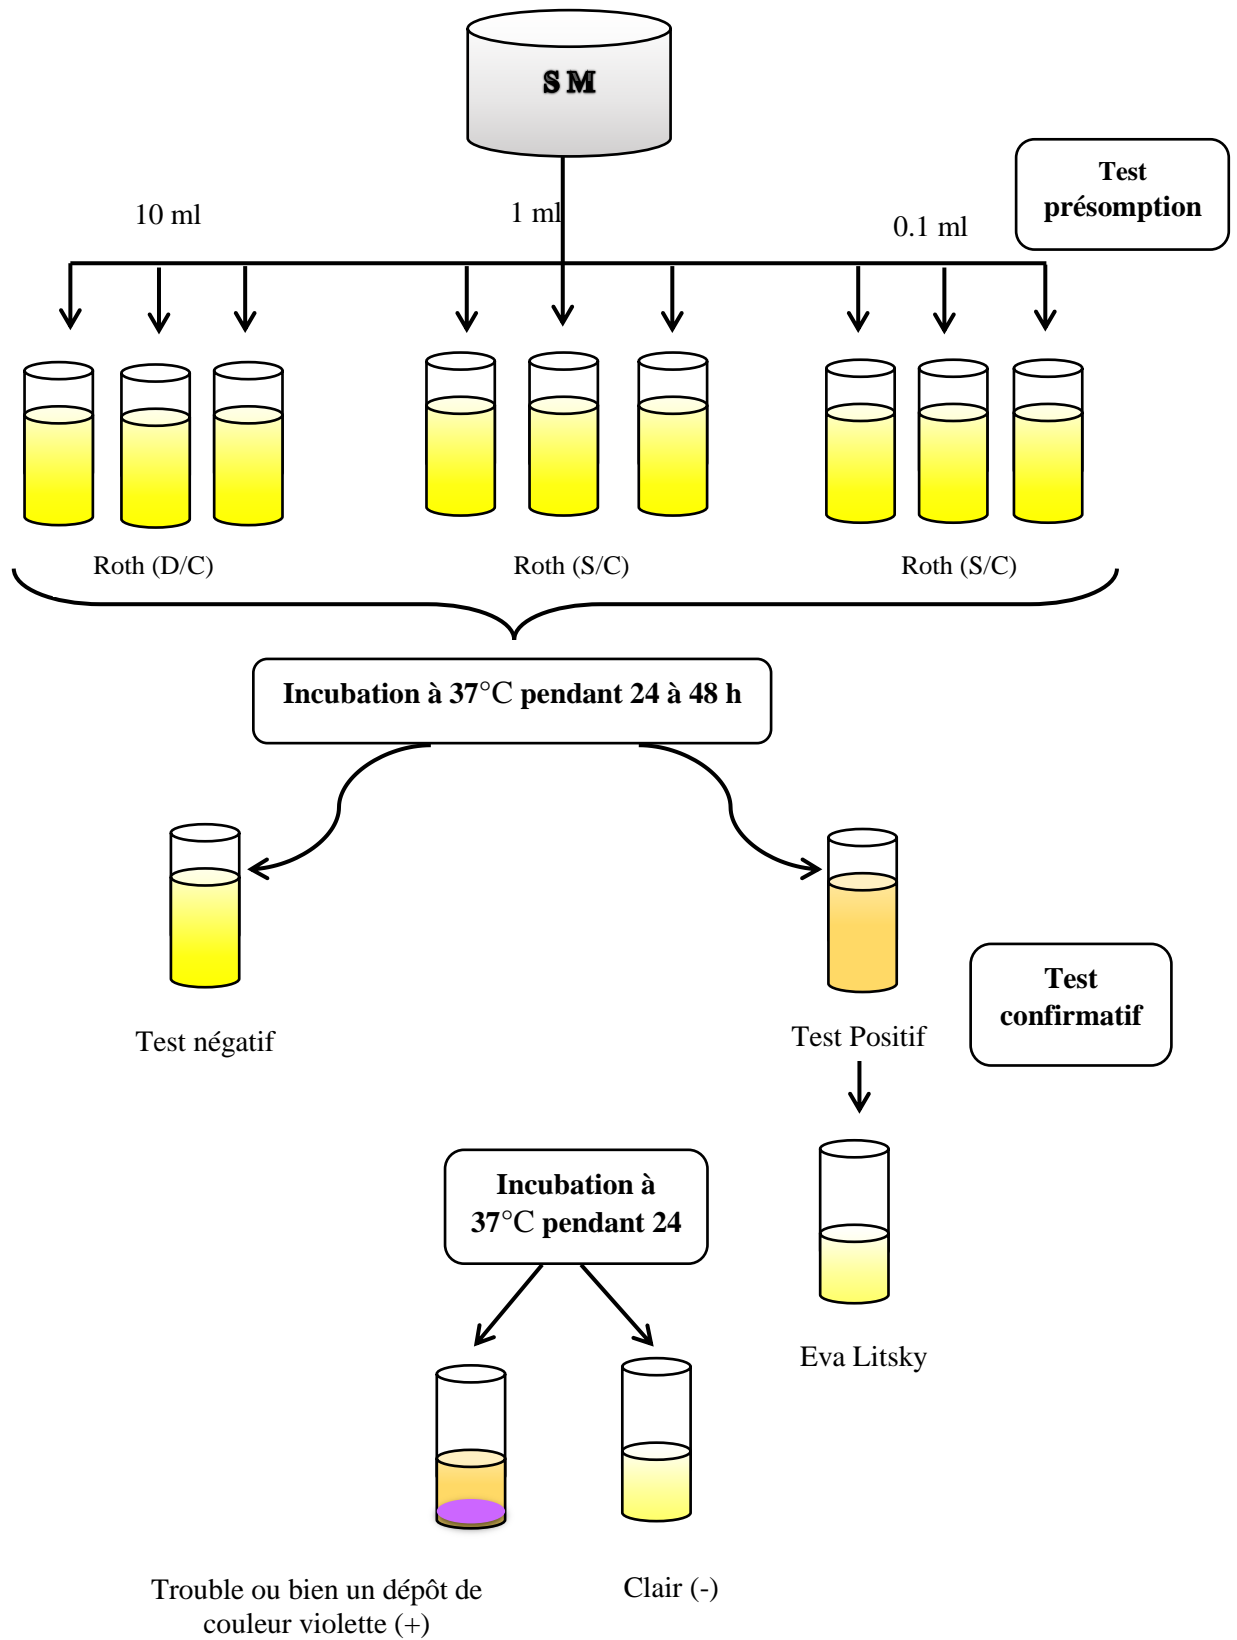 S M
Test
présomption
10 ml
1 ml
0.1 ml
Roth (D/C)
Roth (S/C)
Roth (S/C)
Incubation à 37°C pendant 24 à 48 h
Test négatif
Test Positif
Test
confirmatif
Incubation à
37°C pendant 24
Eva Litsky
Trouble ou bien un dépôt de
couleur violette (+)
Clair (-)